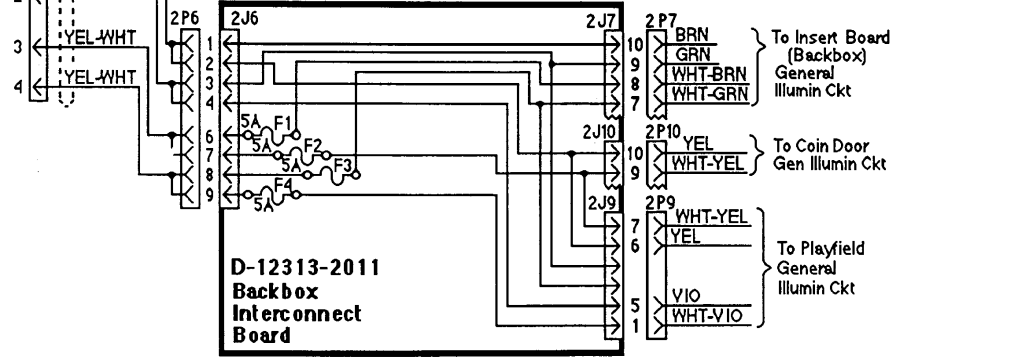 2P6 2J6 2J7 2P7
3 YEL-WHT
4 YEL-WHT
1 10 BRN
2 9 GRN
3 8 WHT-BRN
4 7 WHT-GRN
To Insert Board
(Backbox)
General
Illumin Ckt
6 5A F1
7 5A F2
8 5A F3
9 5A F4
2J10 2P10
10 YEL
9 WHT-YEL
To Coin Door
Gen Illumin Ckt
2J9 2P9
7 WHT-YEL
6 YEL
5 VIO
1 WHT-VIO
To Playfield
General
Illumin Ckt
D-12313-2011
Backbox
Interconnect
Board